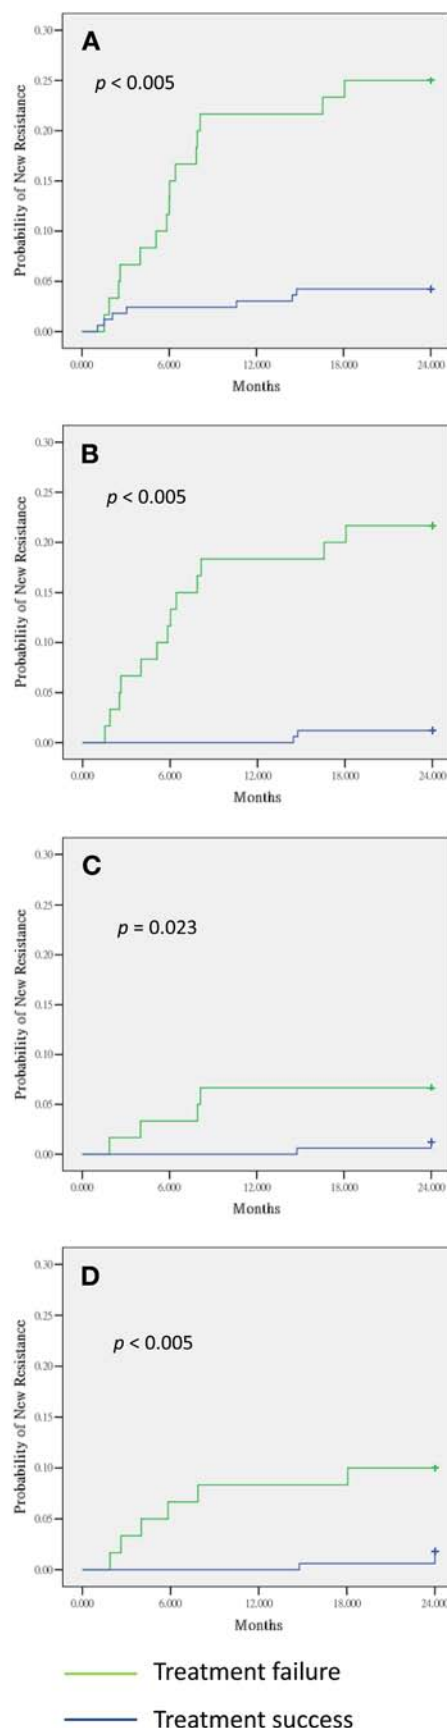 A
p < 0.005
Probability of New Resistance
0.30
0.25
0.20
0.15
0.10
0.05
0.00
0.000 6.000 12.000 18.000 24.000
Months
B
p < 0.005
Probability of New Resistance
0.30
0.25
0.20
0.15
0.10
0.05
0.00
0.000 6.000 12.000 18.000 24.000
Months
C
p = 0.023
Probability of New Resistance
0.30
0.25
0.20
0.15
0.10
0.05
0.00
0.000 6.000 12.000 18.000 24.000
Months
D
p < 0.005
Probability of New Resistance
0.30
0.25
0.20
0.15
0.10
0.05
0.00
0.000 6.000 12.000 18.000 24.000
Months
Treatment failure
Treatment success